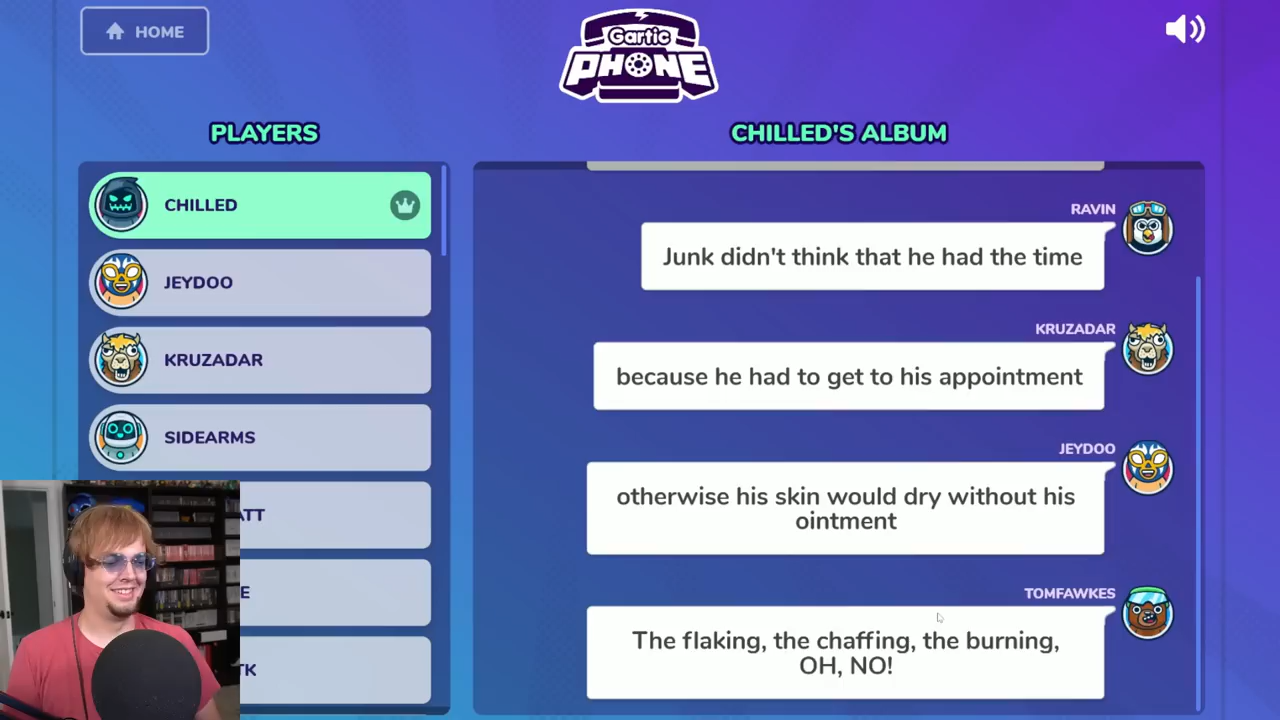 HOME
Gartic
PHONE
PLAYERS
CHILLED
JEYDOO
KRUZADAR
SIDEARMS
ATT
E
TK
CHILLED'S ALBUM
RAVIN
Junk didn't think that he had the time
KRUZADAR
because he had to get to his appointment
JEYDOO
otherwise his skin would dry without his
ointment
TOMFAWKES
The flaking, the chaffing, the burning,
OH, NO!